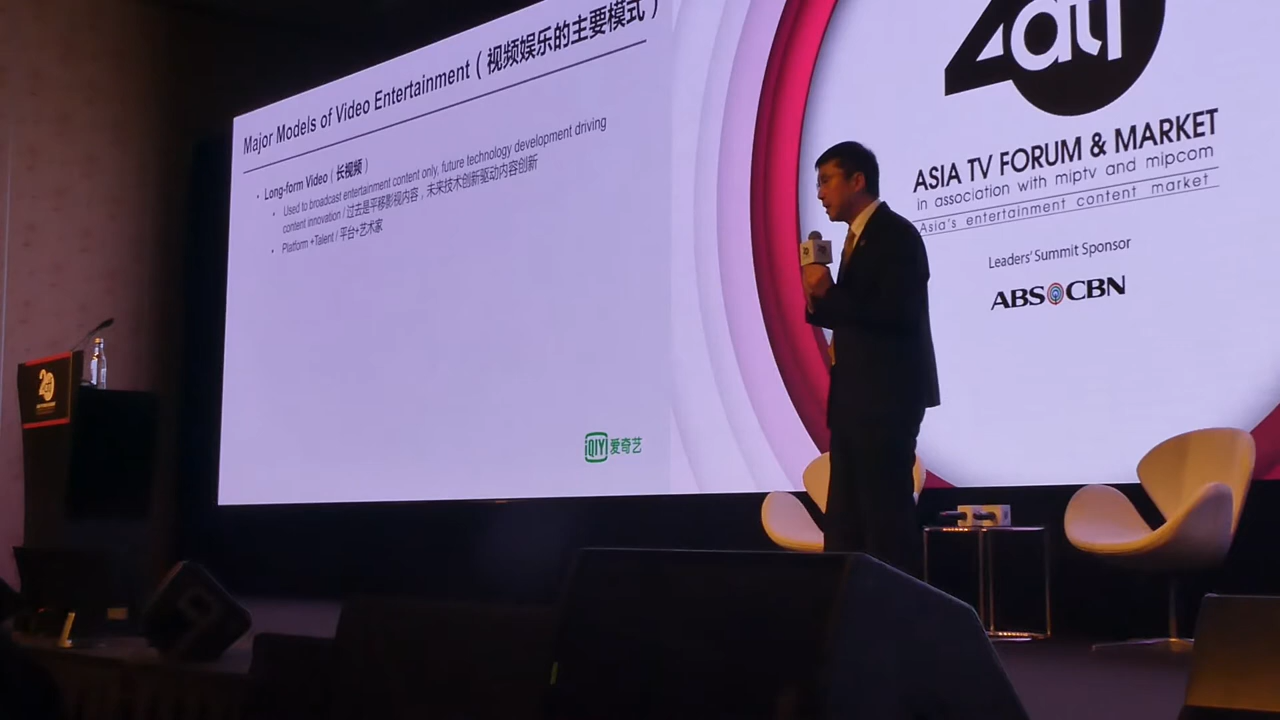 Major Models of Video Entertainment ( 视频娱乐的主要模式 )
• Long-form Video ( 长视频 )
• Used to broadcast entertainment content only, future technology development driving
content innovation / 过去是平移影视内容，未来技术创新驱动内容创新
• Platform +Talent / 平台+艺术家
iQIYI 爱奇艺
20 atf
ASIA TV FORUM & MARKET
in association with miptv and mipcom
Asia's entertainment content market
Leaders' Summit Sponsor
ABS CBN